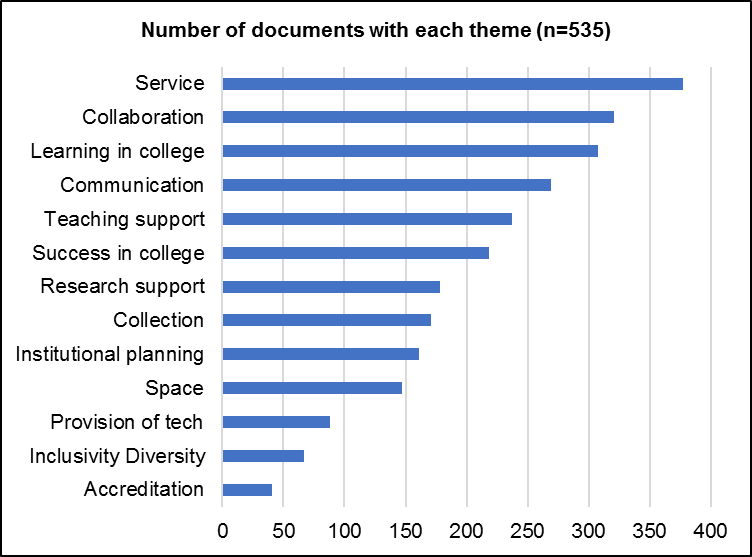 Number of documents with each theme (n=535)
Service
Collaboration
Learning in college
Communication
Teaching support
Success in college
Research support
Collection
Institutional planning
Space
Provision of tech
Inclusivity Diversity
Accreditation
0 50 100 150 200 250 300 350 400